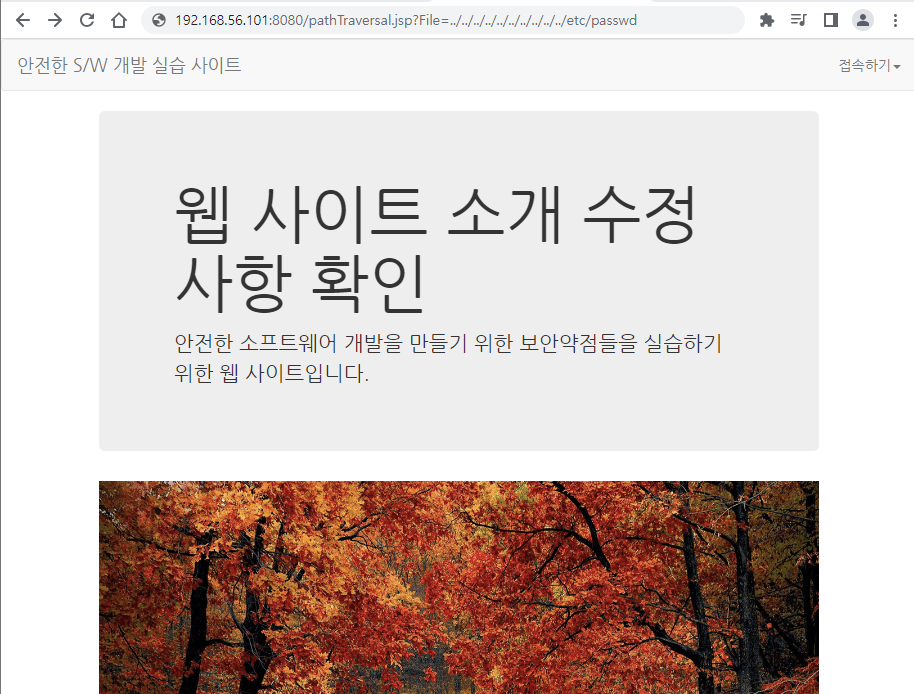 192.168.56.101:8080/pathTraversal.jsp?File=../../../../../../../../../../etc/passwd
안전한 S/W 개발 실습 사이트
접속하기
웹 사이트 소개 수정
사항 확인
안전한 소프트웨어 개발을 만들기 위한 보안약점들을 실습하기
위한 웹 사이트입니다.